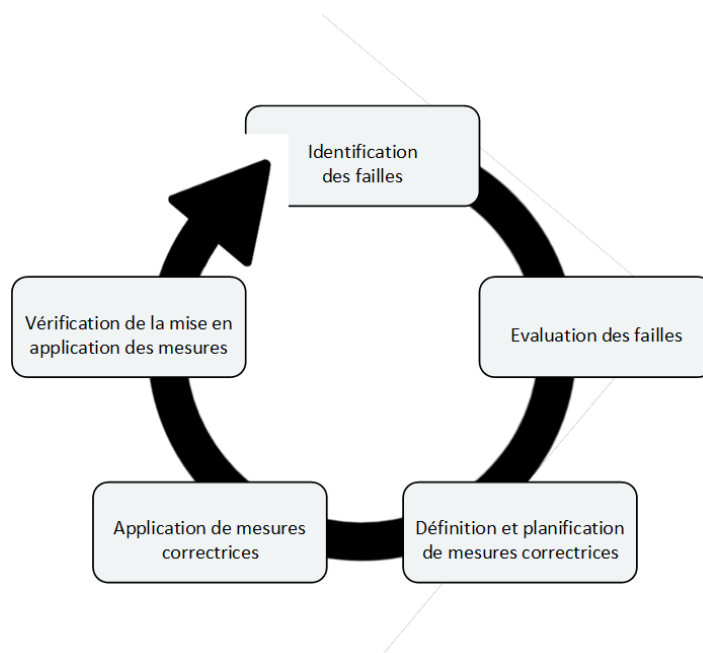 Identification
des failles
Evaluation des failles
Définition et planification
de mesures correctrices
Application de mesures
correctrices
Vérification de la mise en
application des mesures